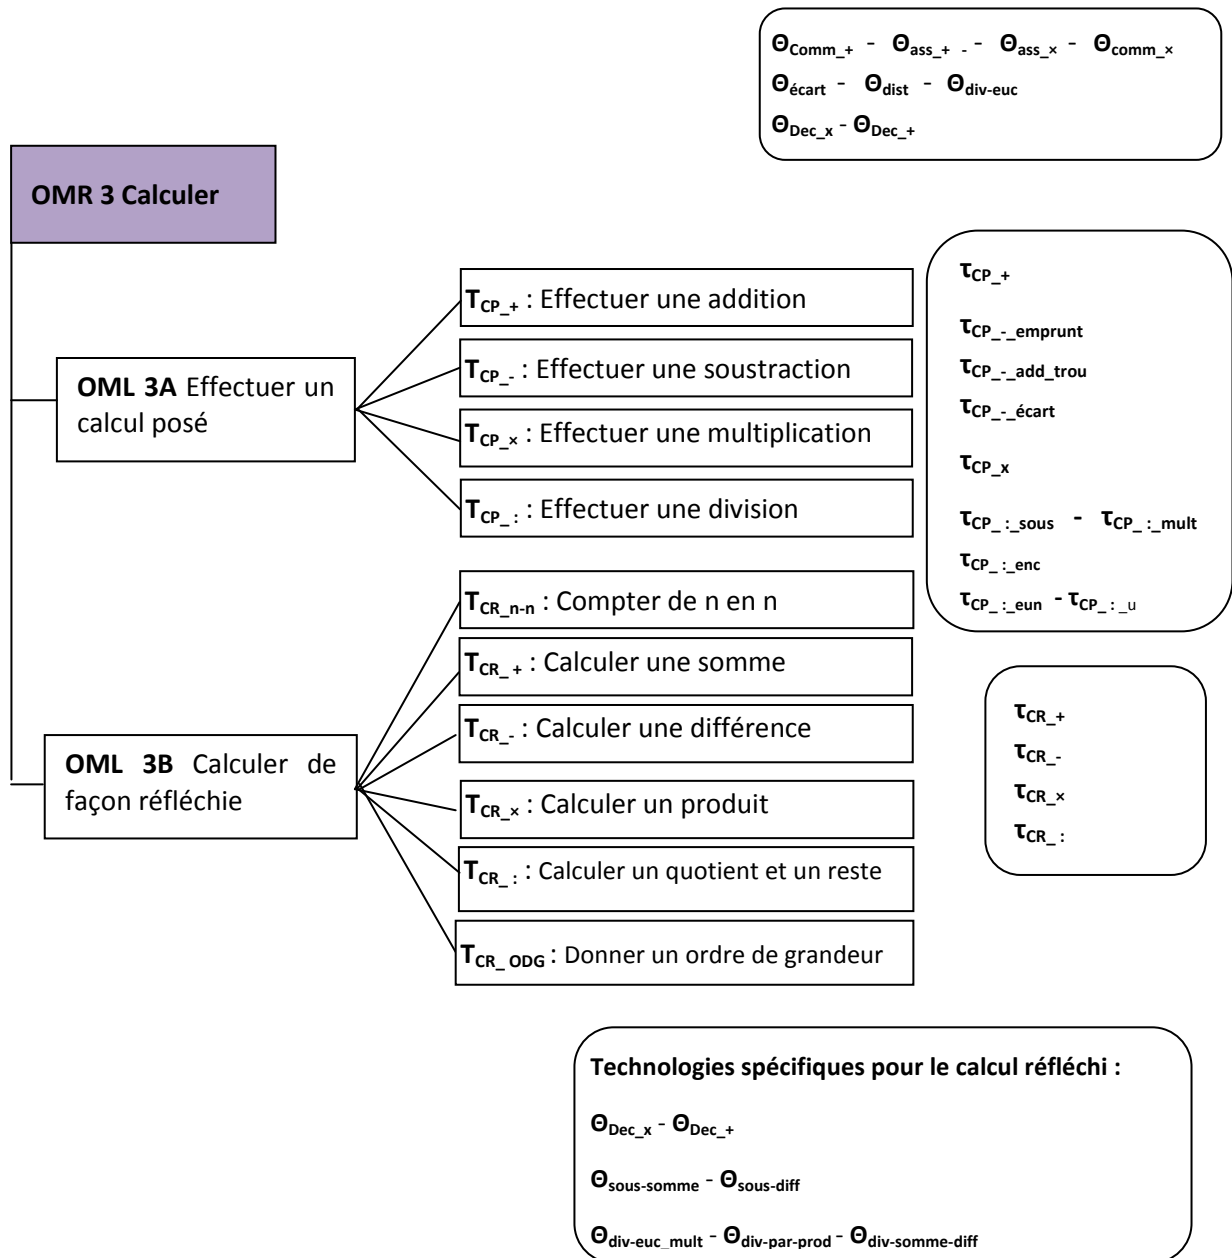 ΘComm_+ - Θass_+ - - Θass_× - Θcomm_×
Θécart - Θdist - Θdiv-euc
ΘDec_x - ΘDec_+
OMR 3 Calculer
OML 3A Effectuer un
calcul posé
TCP_+ : Effectuer une addition
TCP_- : Effectuer une soustraction
TCP_× : Effectuer une multiplication
TCP_ : : Effectuer une division
τCP_+
τCP_-_emprunt
τCP_-_add_trou
τCP_-_écart
τCP_x
τCP_ :_sous - τCP_ :_mult
τCP_ :_enc
τCP_ :_eun - τCP_ : _u
OML 3B Calculer de
façon réfléchie
TCR_n-n : Compter de n en n
TCR_ + : Calculer une somme
TCR_- : Calculer une différence
TCR_× : Calculer un produit
TCR_ : : Calculer un quotient et un reste
TCR_ ODG : Donner un ordre de grandeur
τCR_+
τCR_-
τCR_×
τCR_ :
Technologies spécifiques pour le calcul réfléchi :
ΘDec_x - ΘDec_+
Θsous-somme - Θsous-diff
Θdiv-euc_mult - Θdiv-par-prod - Θdiv-somme-diff